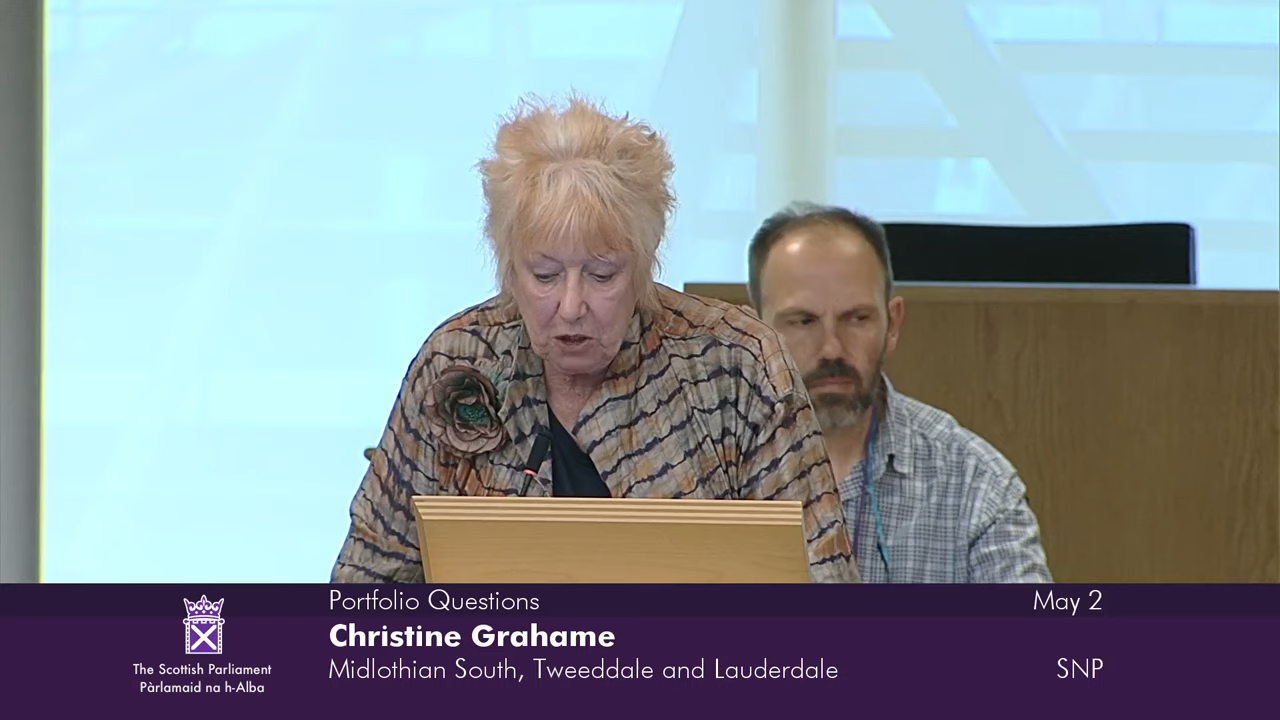 Portfolio Questions
May 2
Christine Grahame
Midlothian South, Tweeddale and Lauderdale
SNP
The Scottish Parliament
Pàrlamaid na h-Alba